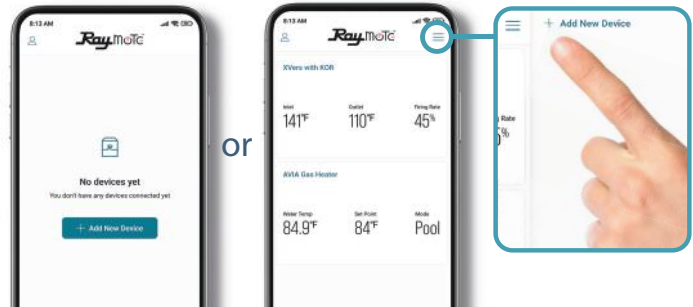 8:13 AM
RayMoTe
No devices yet
You don't have any devices connected yet
+ Add New Device
or
8:13 AM
RayMoTe
XVers with KOR
Inlet Outlet Firing Rate
141°F 110°F 45%
AVIA Gas Heater
Water Temp Set Point Mode
84.9°F 84°F Pool
+ Add New Device
Rate
%